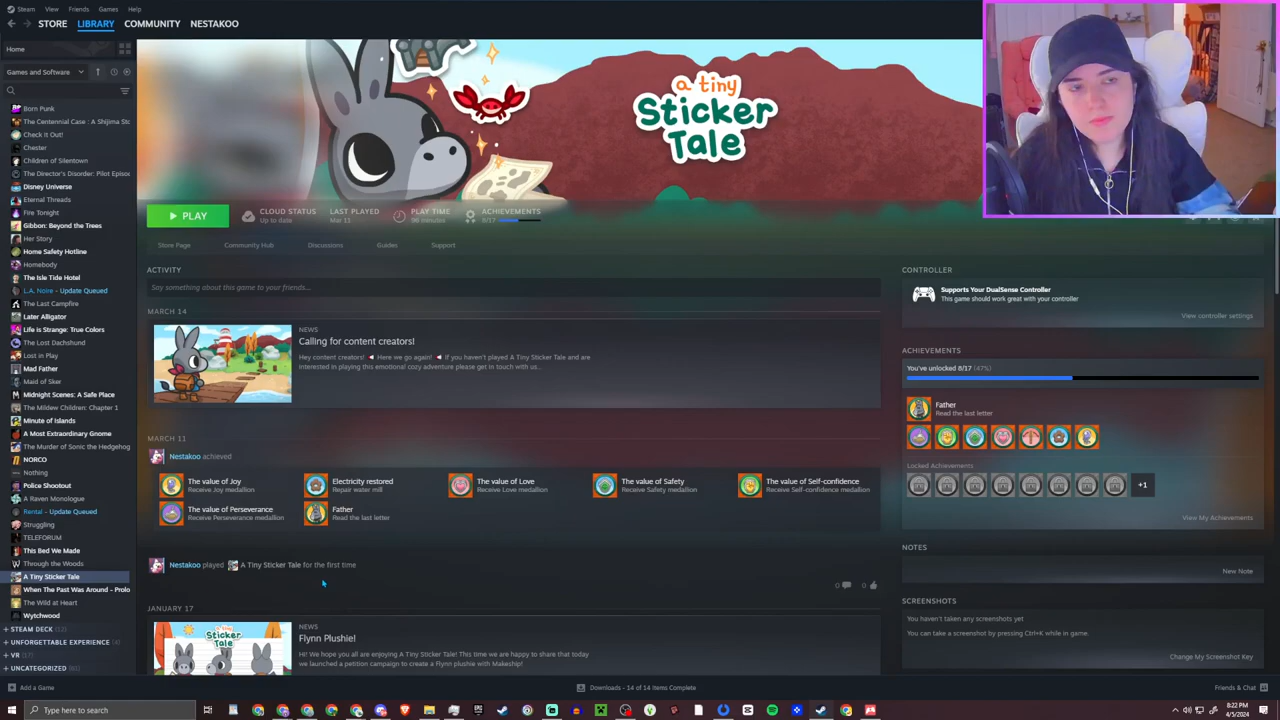 Steam View Friends Games Help
STORE LIBRARY COMMUNITY NESTAKOO
Home
Games and Software
Born Punk
The Centennial Case : A Shijima Sto
Check It Out!
Chester
Children of Silentown
The Director's Disorder: Pilot Episod
Disney Universe
Eternal Threads
Fire Tonight
Gibbon: Beyond the Trees
Her Story
Home Safety Hotline
Homebody
The Isle Tide Hotel
L.A. Noire - Update Queued
The Last Campfire
Later Alligator
Life is Strange: True Colors
The Lost Dachshund
Lost in Play
Mad Father
Maid of Sker
Midnight Scenes: A Safe Place
The Mildew Children: Chapter 1
Minute of Islands
A Most Extraordinary Gnome
The Murder of Sonic the Hedgehog
NORCO
Nothing
Police Shootout
A Raven Monologue
Rental - Update Queued
Struggling
TELEFORUM
This Bed We Made
Through the Woods
A Tiny Sticker Tale
When The Past Was Around - Prolo
The Wild at Heart
Wytchwood
+ STEAM DECK (13)
+ UNFORGETTABLE EXPERIENCE (4)
+ VR (15)
+ UNCATEGORIZED
Add a Game
a tiny
Sticker
Tale
PLAY
CLOUD STATUS
Up to date
LAST PLAYED
Mar 11
PLAY TIME
98 minutes
ACHIEVEMENTS
8/17
Store Page Community Hub Discussions Guides Support
ACTIVITY
Say something about this game to your friends...
MARCH 14
NEWS
Calling for content creators!
Hey content creators! Here we go again! If you haven't played A Tiny Sticker Tale and are
interested in playing this emotional cozy adventure please get in touch with us...
MARCH 11
Nestakoo achieved
The value of Joy
Receive Joy medallion
Electricity restored
Repair water mill
The value of Love
Receive Love medallion
The value of Safety
Receive Safety medallion
The value of Self-confidence
Receive Self-confidence medallion
The value of Perseverance
Receive Perseverance medallion
Father
Read the last letter
Nestakoo played A Tiny Sticker Tale for the first time
0 0
JANUARY 17
NEWS
Sticker
Tale
Flynn Plushie!
Hi! We hope you all are enjoying A Tiny Sticker Tale! This time we are happy to share that today
we launched a petition campaign to create a Flynn plushie with Makeship!
CONTROLLER
Supports Your DualSense Controller
This game should work great with your controller
View controller settings
ACHIEVEMENTS
You've unlocked 8/17 (47%)
Father
Read the last letter
Locked Achievements
+1
View My Achievements
NOTES
New Note
SCREENSHOTS
You haven't taken any screenshots yet
You can take a screenshot by pressing Ctrl+K while in game.
Change My Screenshot Key
Downloads - 14 of 14 Items Complete
Friends & Chat
Type here to search
8:22 PM
4/5/2024